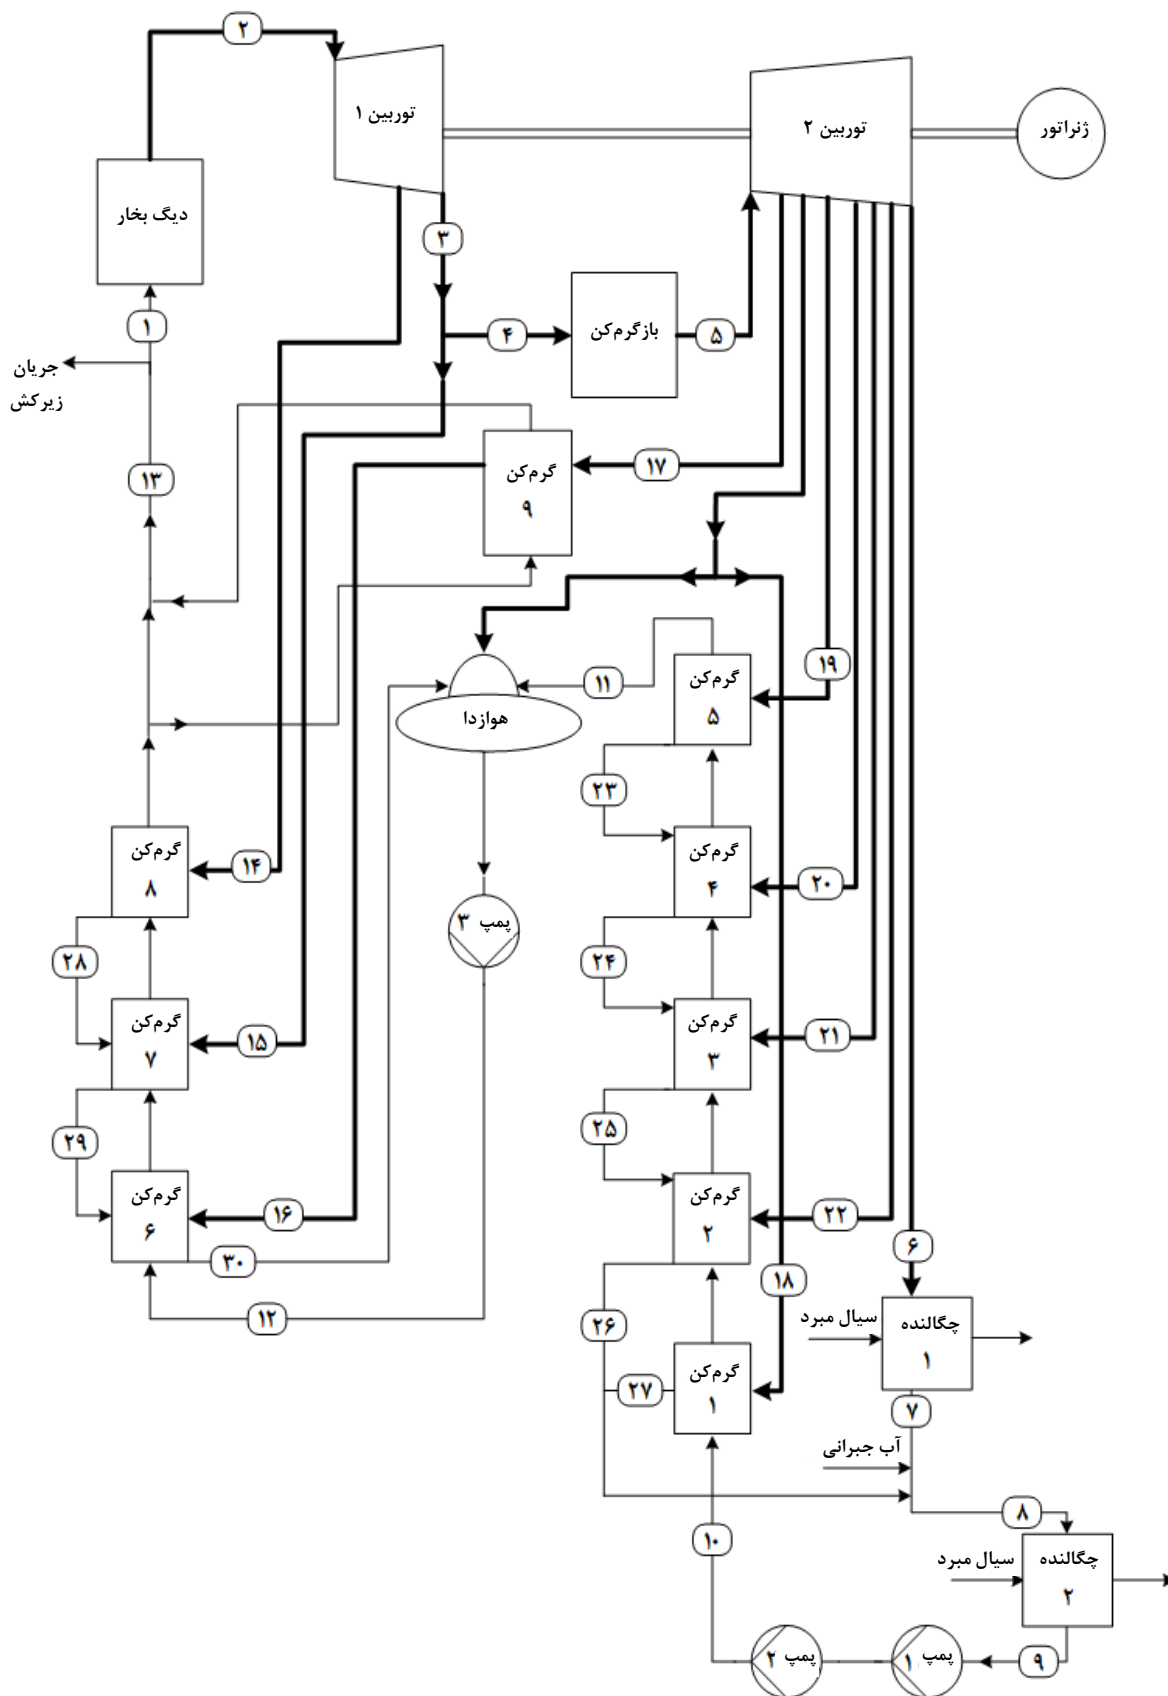 ۲
توربین ۱
توربین ۲
ژنراتور
دیگ بخار
۳
۱
۴
بازگرم‌کن
۵
جریان
زیرکش
۱۳
گرم‌کن
۹
۱۷
۱۱
گرم‌کن
۵
۱۹
هوازدا
۲۳
گرم‌کن
۸
۱۴
گرم‌کن
۴
۲۰
پمپ ۳
۲۸
۲۴
گرم‌کن
۷
۱۵
گرم‌کن
۳
۲۱
۲۹
۲۵
گرم‌کن
۶
۱۶
گرم‌کن
۲
۲۲
۶
۳۰
۱۸
۱۲
۲۶
سیال مبرد
چگالنده
۱
۲۷
گرم‌کن
۱
۷
آب جبرانی
۱۰
۸
سیال مبرد
چگالنده
۲
پمپ ۲
پمپ ۱
۹